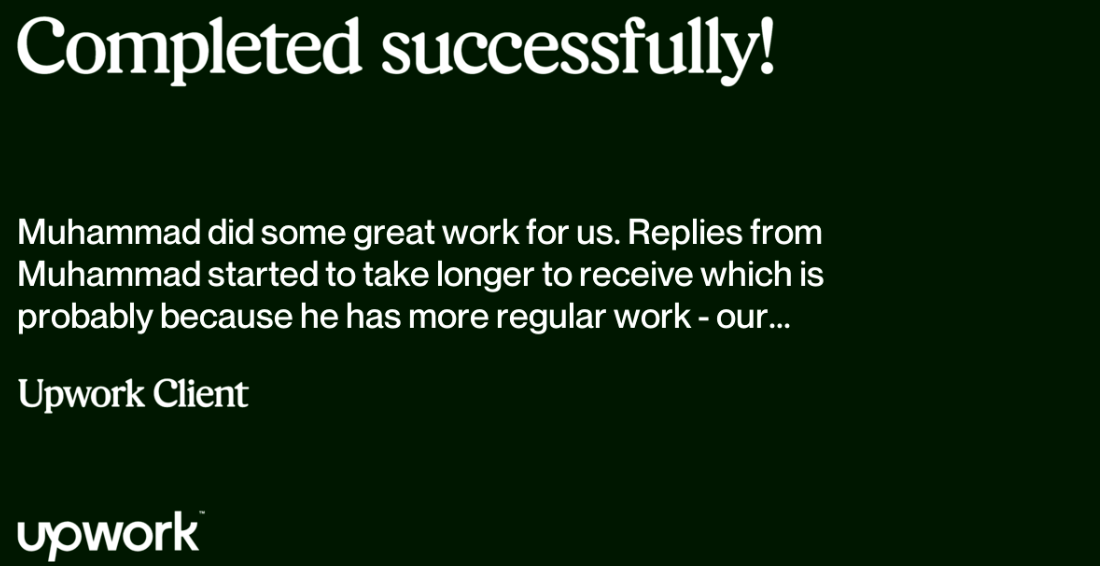 Completed successfully!
Muhammad did some great work for us. Replies from
Muhammad started to take longer to receive which is
probably because he has more regular work - our...
Upwork Client
upwork™